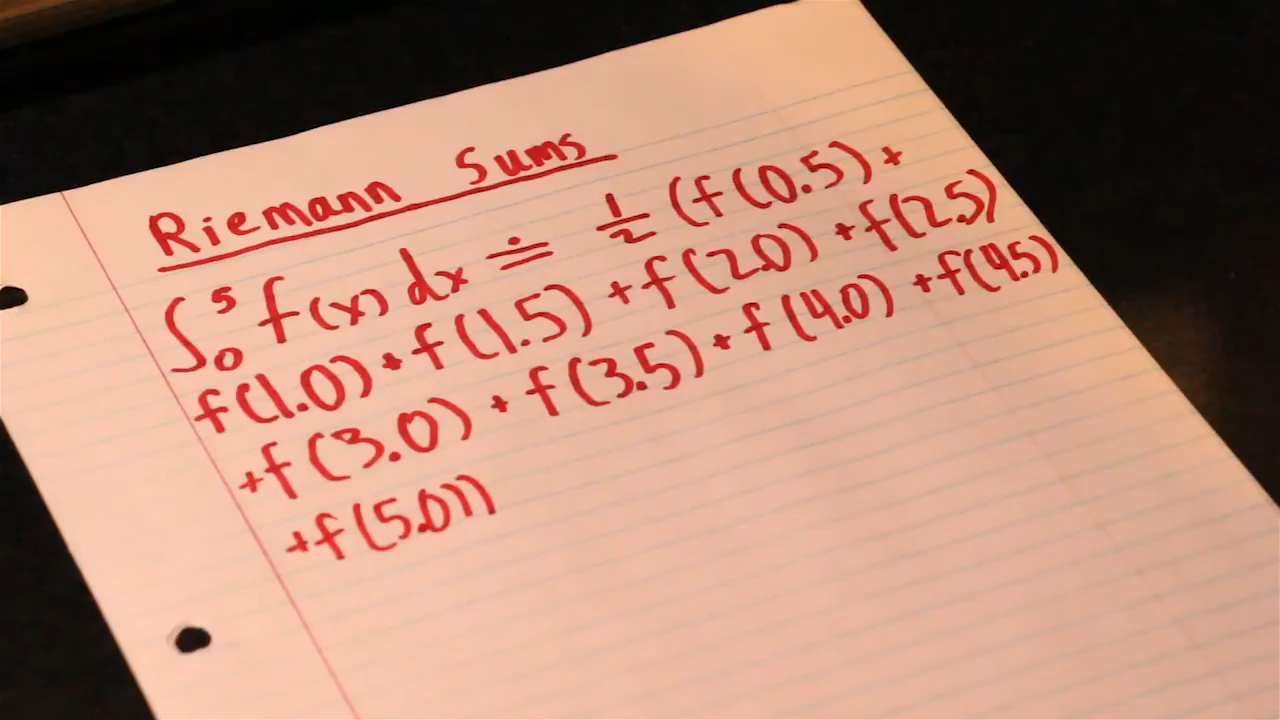 Riemann Sums
∫₀⁵ f(x) dx ≐ 1/2 (f(0.5) +
f(1.0) + f(1.5) + f(2.0) + f(2.5)
+f(3.0) + f(3.5) + f(4.0) + f(4.5)
+f(5.0))